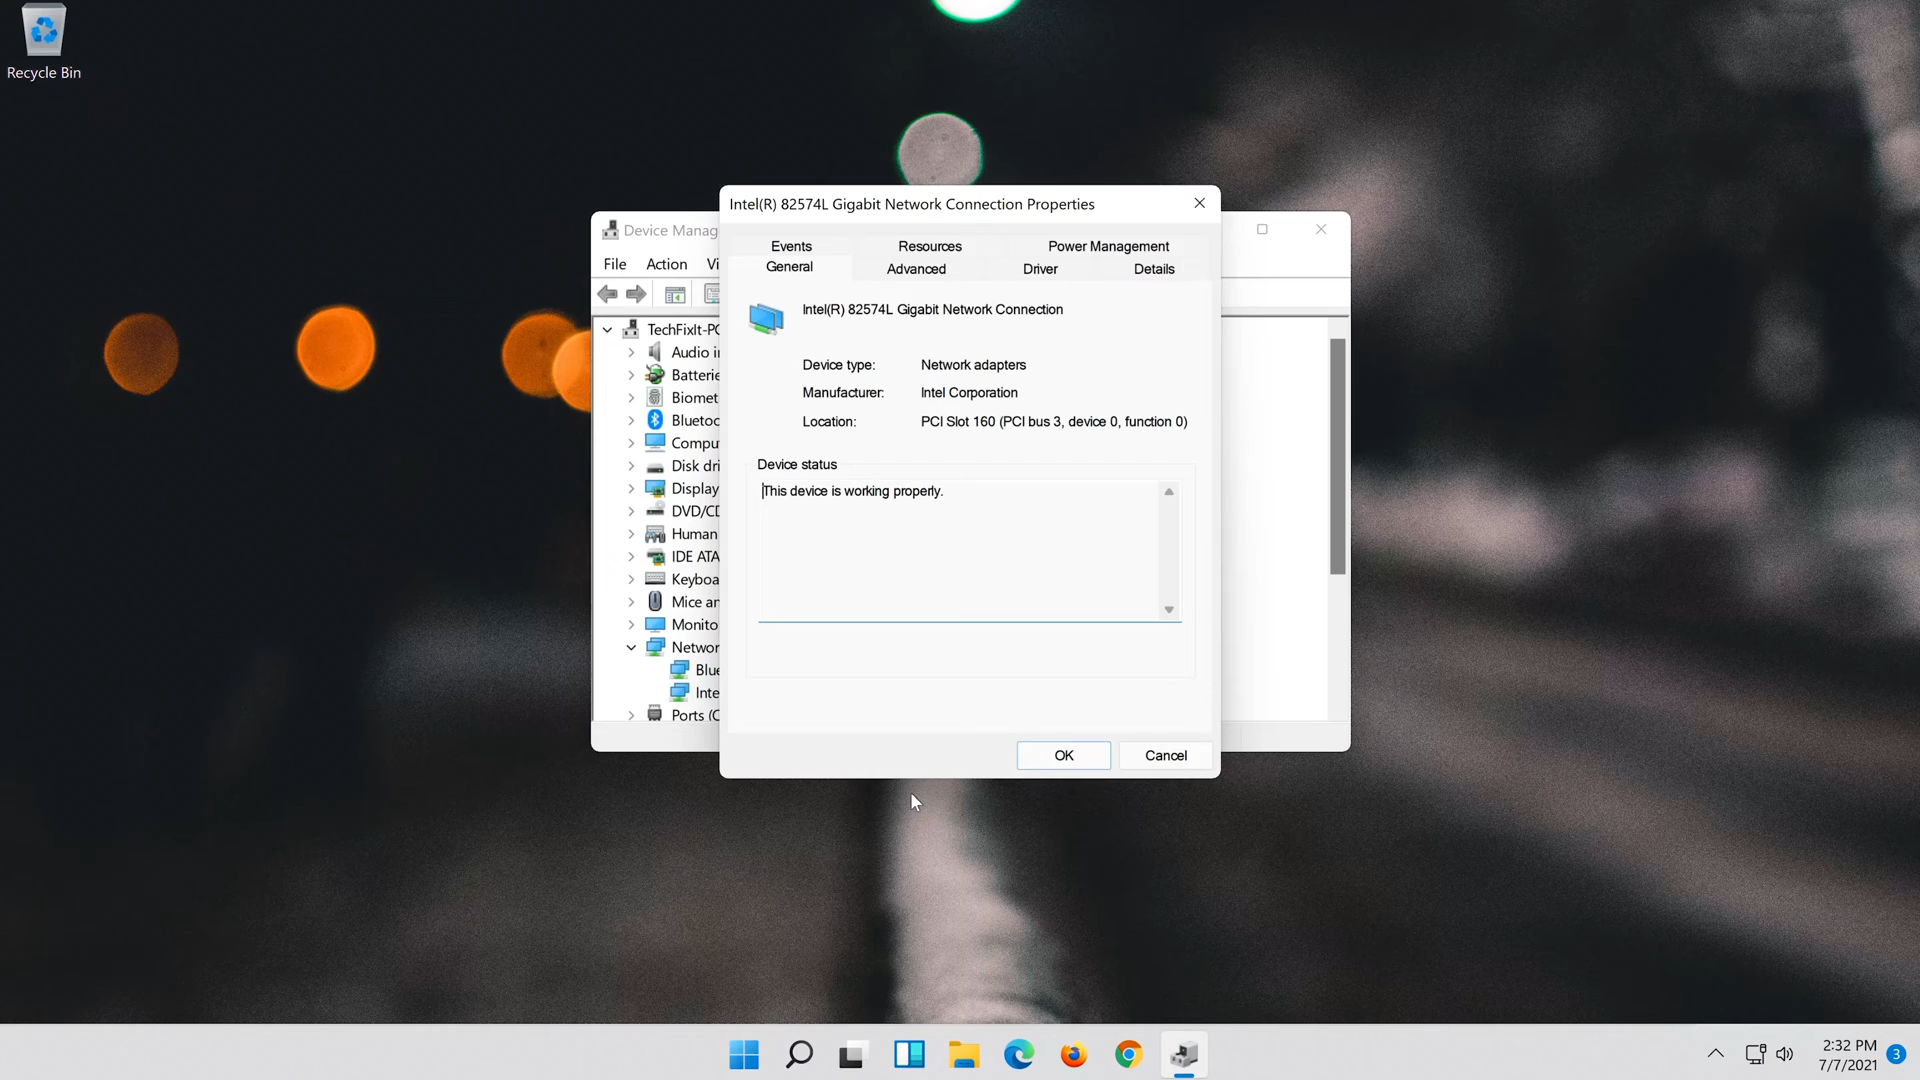 Recycle Bin
Intel(R) 82574L Gigabit Network Connection Properties
Device Manag
File Action Vi
Events Resources Power Management
General Advanced Driver Details
Intel(R) 82574L Gigabit Network Connection
Device type: Network adapters
Manufacturer: Intel Corporation
Location: PCI Slot 160 (PCI bus 3, device 0, function 0)
Device status
This device is working properly.
TechFixIt-PC
Audio in
Batterie
Biomet
Bluetoo
Compu
Disk dri
Display
DVD/CD
Human
IDE ATA
Keyboa
Mice an
Monito
Networ
Blue
Inte
Ports (C
OK Cancel
2:32 PM
7/7/2021
3